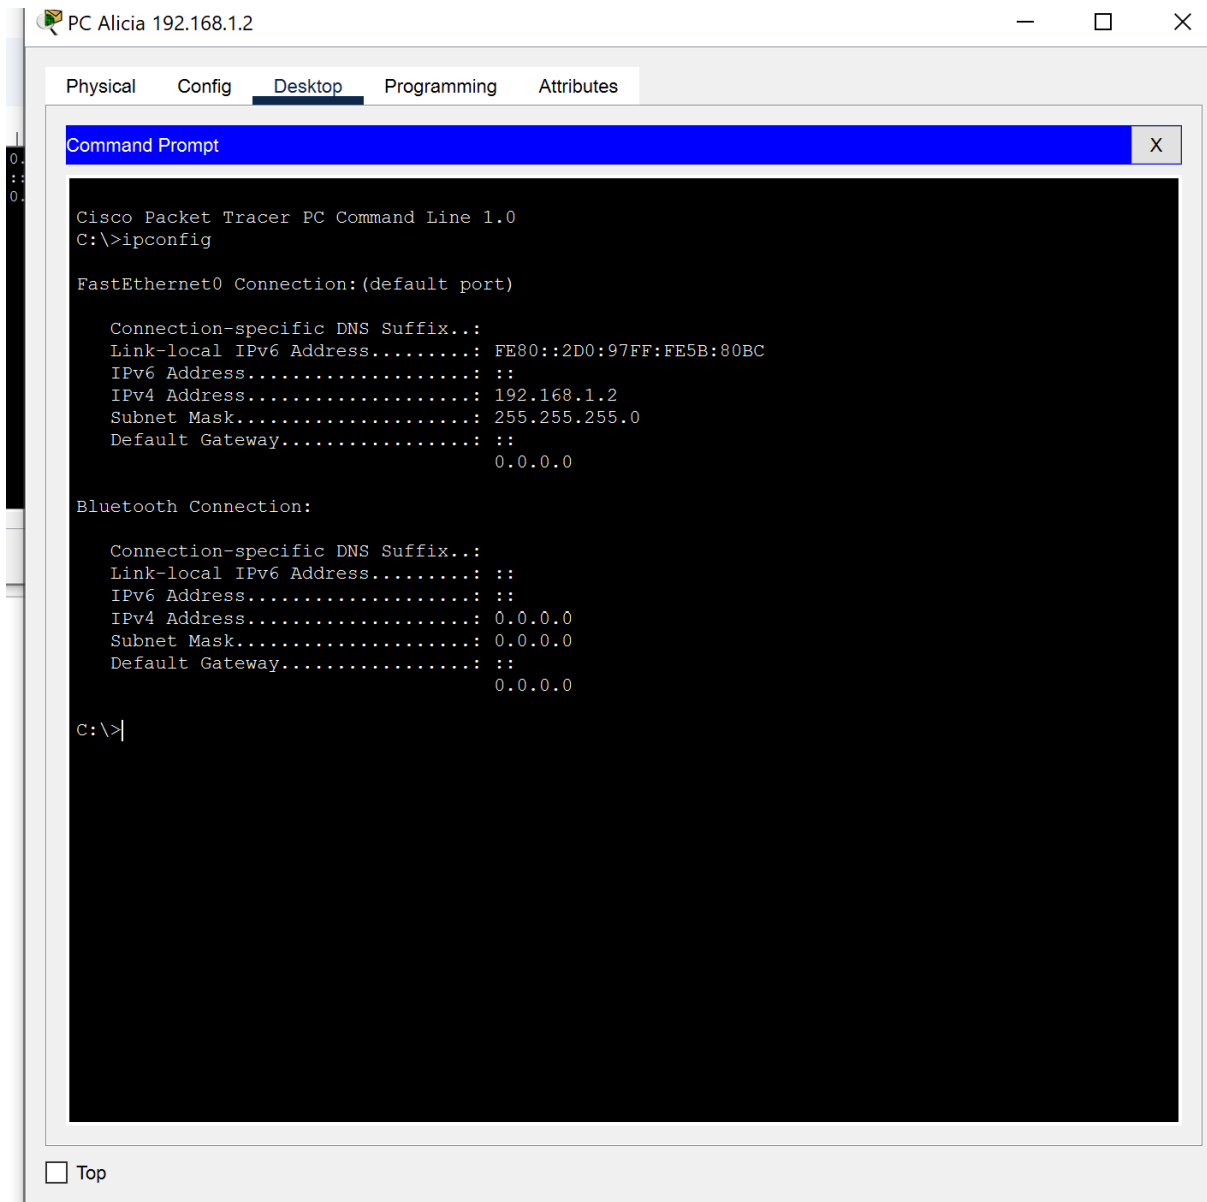 PC Alicia 192.168.1.2
Physical Config Desktop Programming Attributes
Command Prompt X
0.
::
0.
Cisco Packet Tracer PC Command Line 1.0
C:\>ipconfig
FastEthernet0 Connection:(default port)
Connection-specific DNS Suffix..:
Link-local IPv6 Address.........: FE80::2D0:97FF:FE5B:80BC
IPv6 Address....................: ::
IPv4 Address....................: 192.168.1.2
Subnet Mask.....................: 255.255.255.0
Default Gateway.................: ::
0.0.0.0
Bluetooth Connection:
Connection-specific DNS Suffix..:
Link-local IPv6 Address.........: ::
IPv6 Address....................: ::
IPv4 Address....................: 0.0.0.0
Subnet Mask.....................: 0.0.0.0
Default Gateway.................: ::
0.0.0.0
C:\>
Top